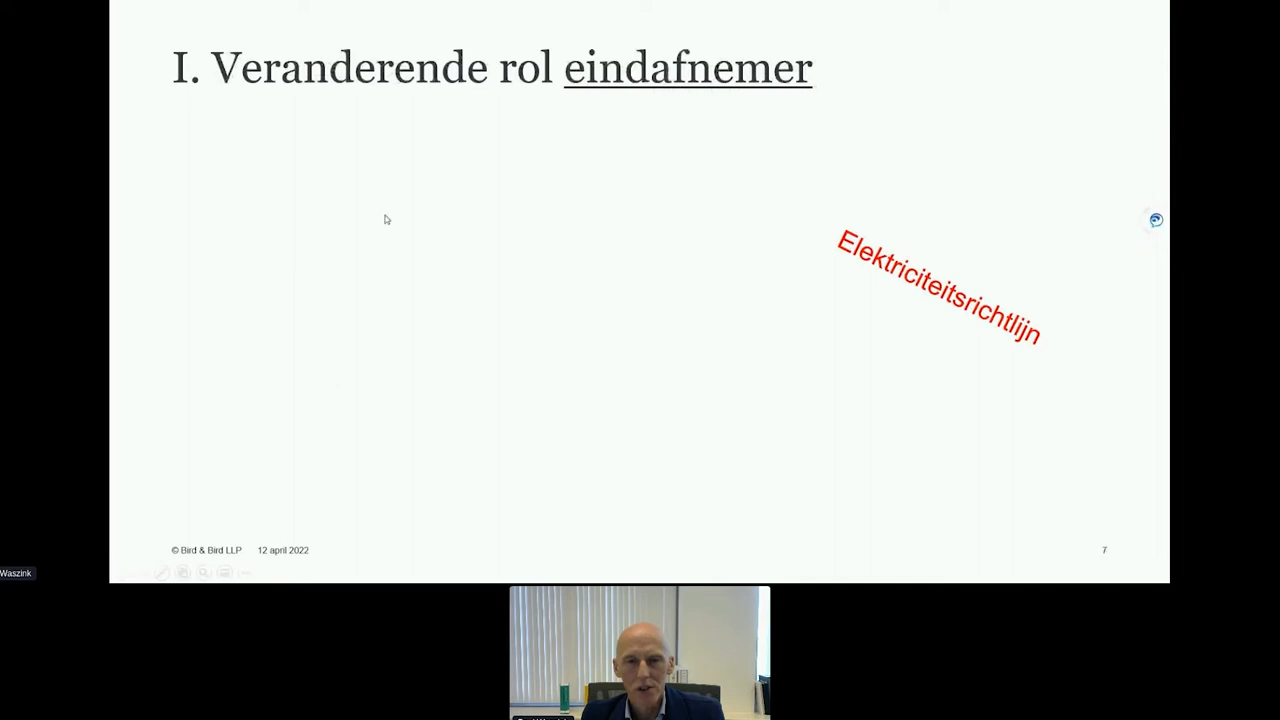 I. Veranderende rol eindafnemer
Elektriciteitsrichtlijn
© Bird & Bird LLP 12 april 2022 7
Waszink